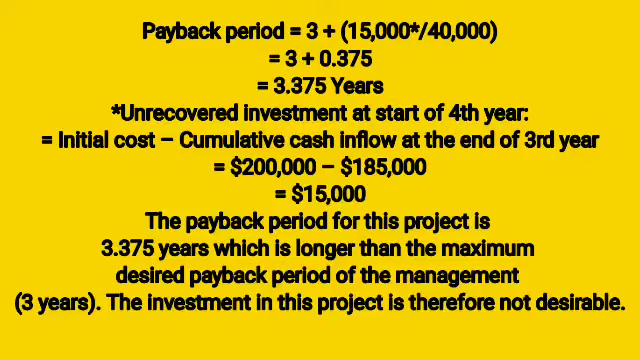 Payback period = 3 + (15,000*/40,000)
= 3 + 0.375
= 3.375 Years
*Unrecovered investment at start of 4th year:
= Initial cost – Cumulative cash inflow at the end of 3rd year
= $200,000 – $185,000
= $15,000
The payback period for this project is
3.375 years which is longer than the maximum
desired payback period of the management
(3 years). The investment in this project is therefore not desirable.